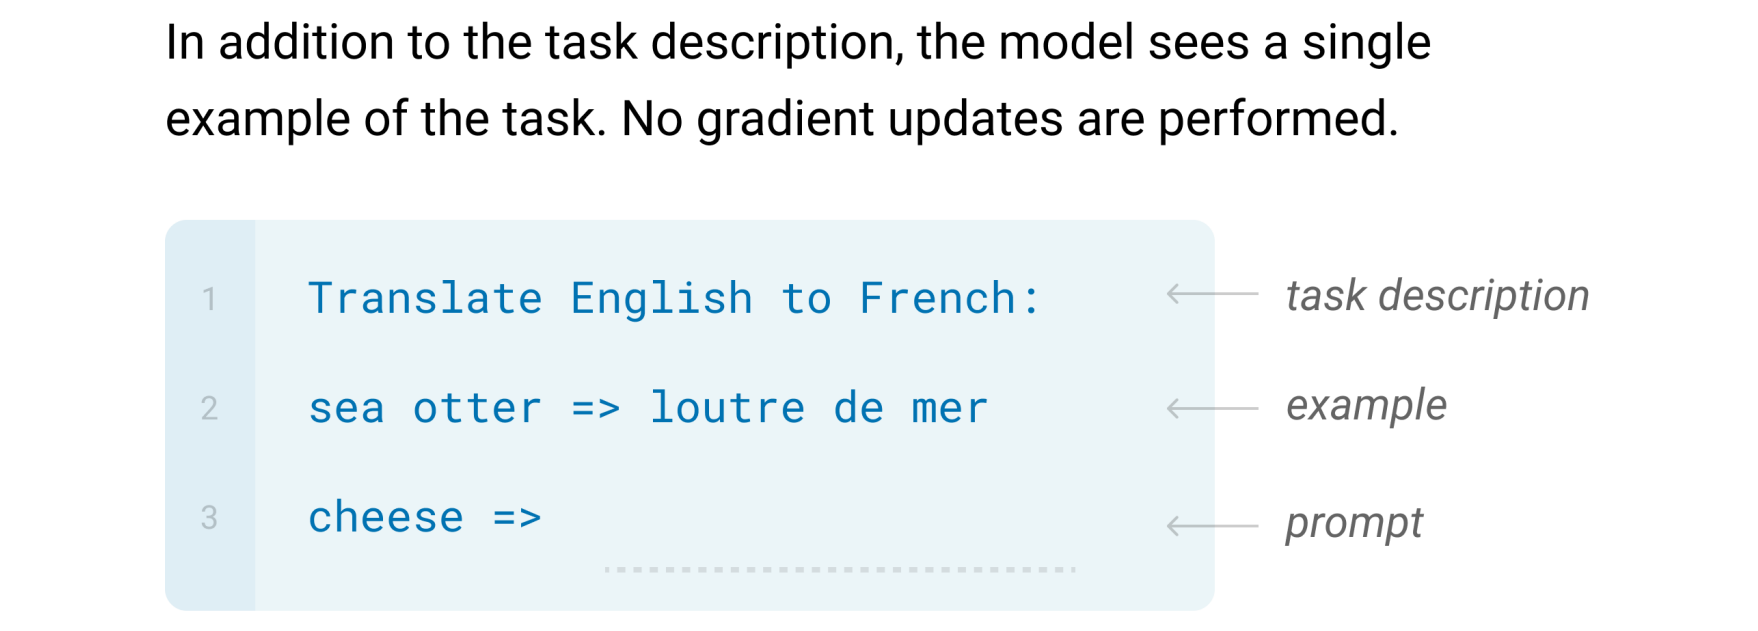 In addition to the task description, the model sees a single
example of the task. No gradient updates are performed.
1 Translate English to French: task description
2 sea otter => loutre de mer example
3 cheese => prompt